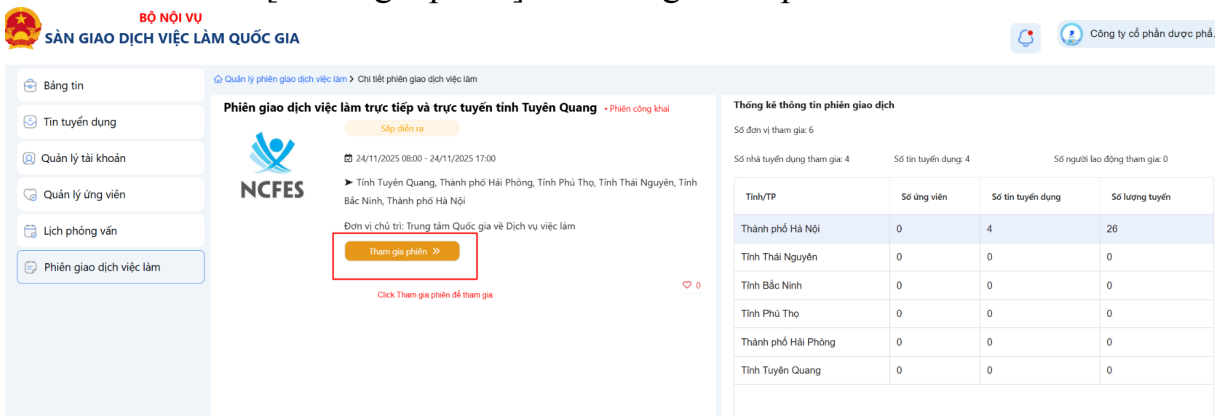 BỘ NỘI VỤ
SÀN GIAO DỊCH VIỆC LÀM QUỐC GIA
Công ty cổ phần dược phẩ...
Bảng tin
Tin tuyển dụng
Quản lý tài khoản
Quản lý ứng viên
Lịch phỏng vấn
Phiên giao dịch việc làm
Quản lý phiên giao dịch việc làm > Chi tiết phiên giao dịch việc làm
Phiên giao dịch việc làm trực tiếp và trực tuyến tỉnh Tuyên Quang • Phiên công khai
Sắp diễn ra
NCFES
24/11/2025 08:00 - 24/11/2025 17:00
➤ Tỉnh Tuyên Quang, Thành phố Hải Phòng, Tỉnh Phú Thọ, Tỉnh Thái Nguyên, Tỉnh
Bắc Ninh, Thành phố Hà Nội
Đơn vị chủ trì: Trung tâm Quốc gia về Dịch vụ việc làm
Tham gia phiên »
Click Tham gia phiên để tham gia
0
Thống kê thông tin phiên giao dịch
Số đơn vị tham gia: 6
Số nhà tuyển dụng tham gia: 4 Số tin tuyển dụng: 4 Số người lao động tham gia: 0
Tỉnh/TP Số ứng viên Số tin tuyển dụng Số lượng tuyển
Thành phố Hà Nội 0 4 26
Tỉnh Thái Nguyên 0 0 0
Tỉnh Bắc Ninh 0 0 0
Tỉnh Phú Thọ 0 0 0
Thành phố Hải Phòng 0 0 0
Tỉnh Tuyên Quang 0 0 0